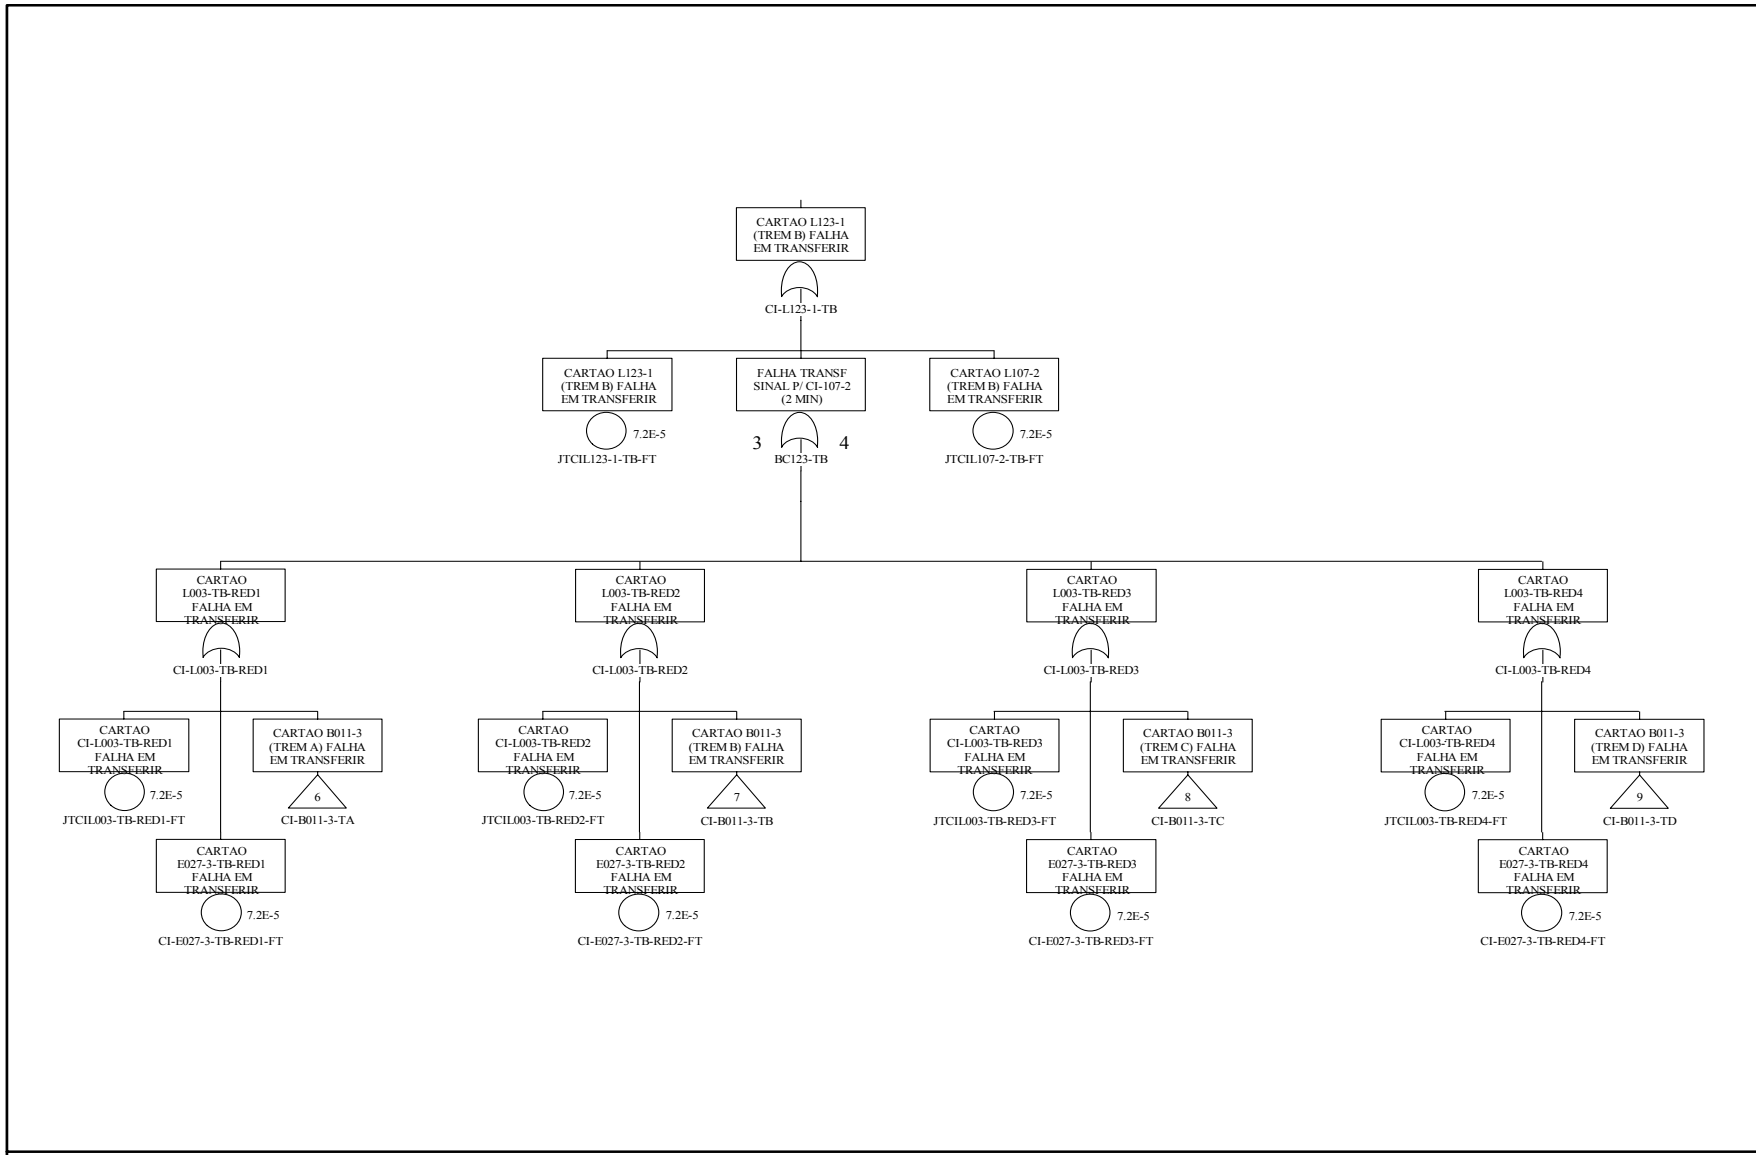 CARTAO L123-1
(TREM B) FALHA
EM TRANSFERIR
CI-L123-1-TB
CARTAO L123-1
(TREM B) FALHA
EM TRANSFERIR
7.2E-5
JTCIL123-1-TB-FT
FALHA TRANSF
SINAL P/ CI-107-2
(2 MIN)
3 4
BC123-TB
CARTAO L107-2
(TREM B) FALHA
EM TRANSFERIR
7.2E-5
JTCIL107-2-TB-FT
CARTAO
L003-TB-RED1
FALHA EM
TRANSFERIR
CI-L003-TB-RED1
CARTAO
L003-TB-RED2
FALHA EM
TRANSFERIR
CI-L003-TB-RED2
CARTAO
L003-TB-RED3
FALHA EM
TRANSFERIR
CI-L003-TB-RED3
CARTAO
L003-TB-RED4
FALHA EM
TRANSFERIR
CI-L003-TB-RED4
CARTAO
CI-L003-TB-RED1
FALHA EM
TRANSFERIR
7.2E-5
JTCIL003-TB-RED1-FT
CARTAO B011-3
(TREM A) FALHA
EM TRANSFERIR
6
CI-B011-3-TA
CARTAO
CI-L003-TB-RED2
FALHA EM
TRANSFERIR
7.2E-5
JTCIL003-TB-RED2-FT
CARTAO B011-3
(TREM B) FALHA
EM TRANSFERIR
7
CI-B011-3-TB
CARTAO
CI-L003-TB-RED3
FALHA EM
TRANSFERIR
7.2E-5
JTCIL003-TB-RED3-FT
CARTAO B011-3
(TREM C) FALHA
EM TRANSFERIR
8
CI-B011-3-TC
CARTAO
CI-L003-TB-RED4
FALHA EM
TRANSFERIR
7.2E-5
JTCIL003-TB-RED4-FT
CARTAO B011-3
(TREM D) FALHA
EM TRANSFERIR
9
CI-B011-3-TD
CARTAO
E027-3-TB-RED1
FALHA EM
TRANSFERIR
7.2E-5
CI-E027-3-TB-RED1-FT
CARTAO
E027-3-TB-RED2
FALHA EM
TRANSFERIR
7.2E-5
CI-E027-3-TB-RED2-FT
CARTAO
E027-3-TB-RED3
FALHA EM
TRANSFERIR
7.2E-5
CI-E027-3-TB-RED3-FT
CARTAO
E027-3-TB-RED4
FALHA EM
TRANSFERIR
7.2E-5
CI-E027-3-TB-RED4-FT